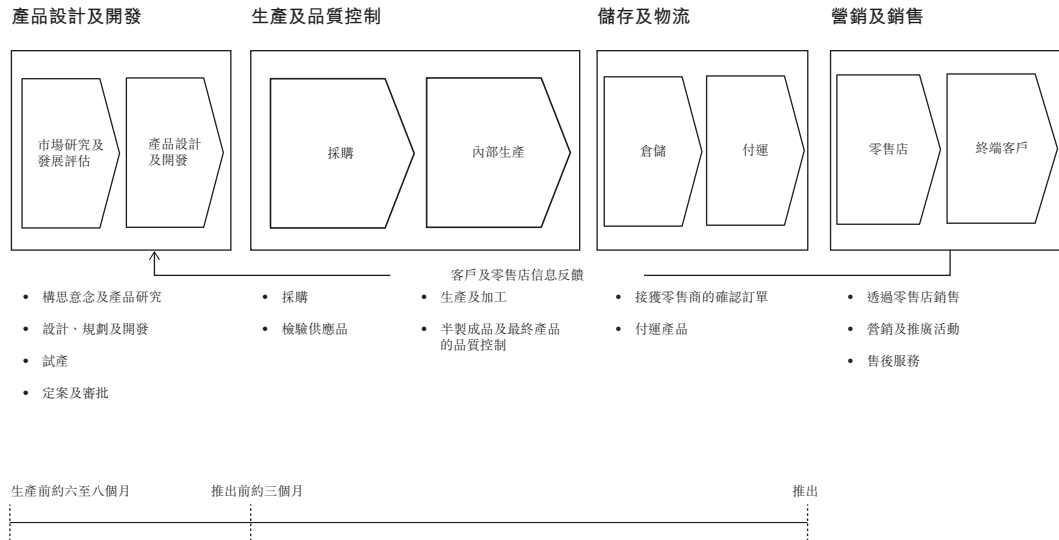 產品設計及開發
生產及品質控制
儲存及物流
營銷及銷售
市場研究及
發展評估
產品設計
及開發
採購
內部生產
倉儲
付運
零售店
終端客戶
客戶及零售店信息反饋
• 構思意念及產品研究
• 設計、規劃及開發
• 試產
• 定案及審批
• 採購
• 檢驗供應品
• 生產及加工
• 半製成品及最終產品
的品質控制
• 接獲零售商的確認訂單
• 付運產品
• 透過零售店銷售
• 營銷及推廣活動
• 售後服務
生產前約六至八個月
推出前約三個月
推出